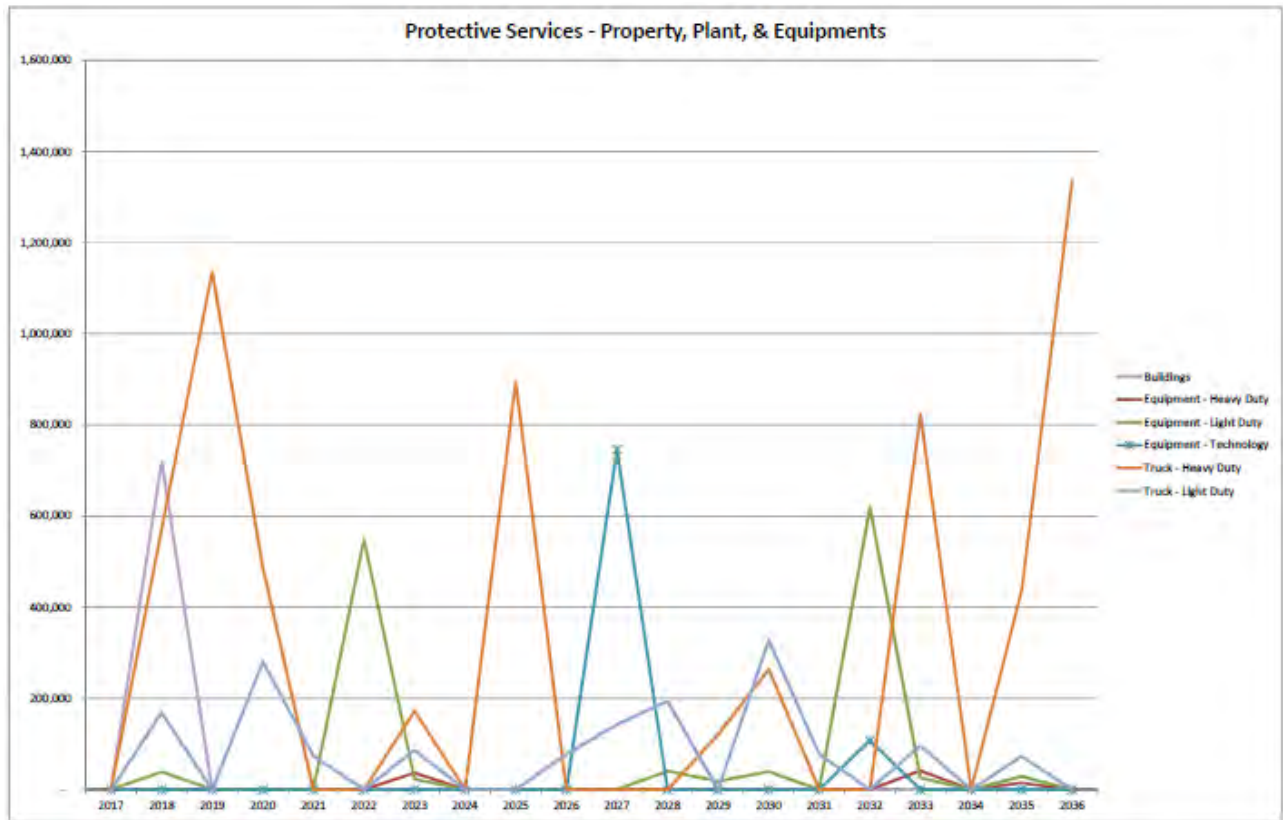 Protective Services - Property, Plant, & Equipments
1,600,000
1,400,000
1,200,000
1,000,000
800,000
600,000
400,000
200,000
-
2017 2018 2019 2020 2021 2022 2023 2024 2025 2026 2027 2028 2029 2030 2031 2032 2033 2034 2035 2036
Buildings
Equipment - Heavy Duty
Equipment - Light Duty
Equipment - Technology
Truck - Heavy Duty
Truck - Light Duty